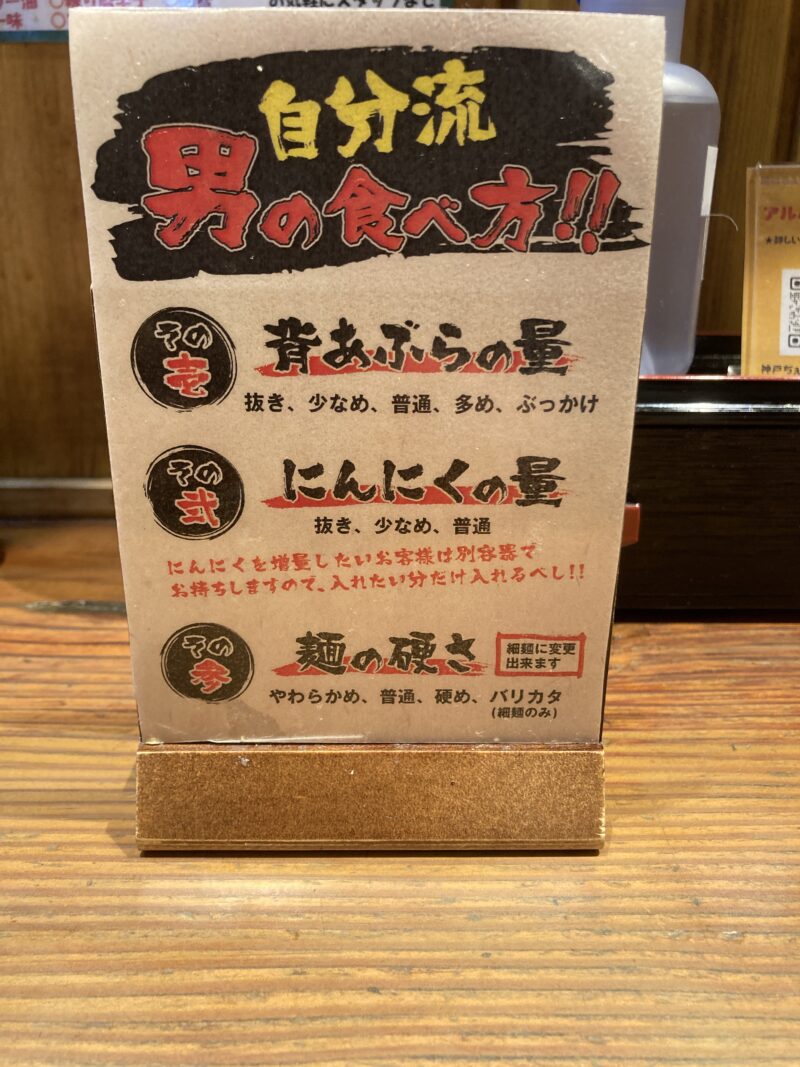 自分流
男の食べ方!!
その壱
背あぶらの量
抜き、少なめ、普通、多め、ぶっかけ
その弐
にんにくの量
抜き、少なめ、普通
にんにくを増量したいお客様は別容器で
お持ちしますので、入れたい分だけ入れるべし!!
その参
麺の硬さ
細麺に変更
出来ます
やわらかめ、普通、硬め、バリカタ
(細麺のみ)
アル
★詳しい